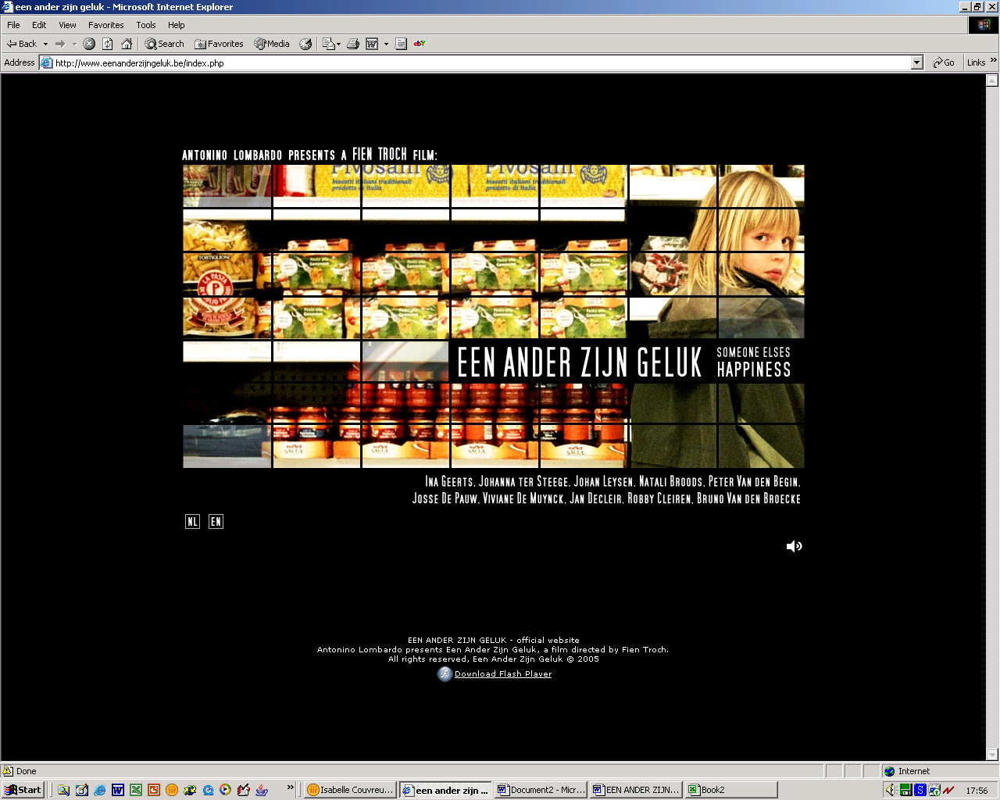 een ander zijn geluk - Microsoft Internet Explorer
File Edit View Favorites Tools Help
Back Search Favorites Media
Address http://www.eenanderzijngeluk.be/index.php Go Links »
ANTONINO LOMBARDO PRESENTS A FIEN TROCH FILM:
Pivosani Pivosani
biscotti italiani tradizionali biscotti italiani tradizionali
prodotto di italia prodotto di italia
TORTIGLIONI
LA PASTA
P
EEN ANDER ZIJN GELUK SOMEONE ELSES
HAPPINESS
SACLA SACLA SACLA SACLA
INA GEERTS, JOHANNA TER STEEGE, JOHAN LEYSEN, NATALI BROODS, PETER VAN DEN BEGIN,
JOSSE DE PAUW, VIVIANE DE MUYNCK, JAN DECLEIR, ROBBY CLEIREN, BRUNO VAN DEN BROECKE
NL EN
EEN ANDER ZIJN GELUK - official website
Antonino Lombardo presents Een Ander Zijn Geluk, a film directed by Fien Troch.
All rights reserved, Een Ander Zijn Geluk © 2005
Download Flash Player
Done Internet
Start » Isabelle Couvreu... een ander zijn ... Document2 - Micr... EEN ANDER ZIJN... Book2 17:56